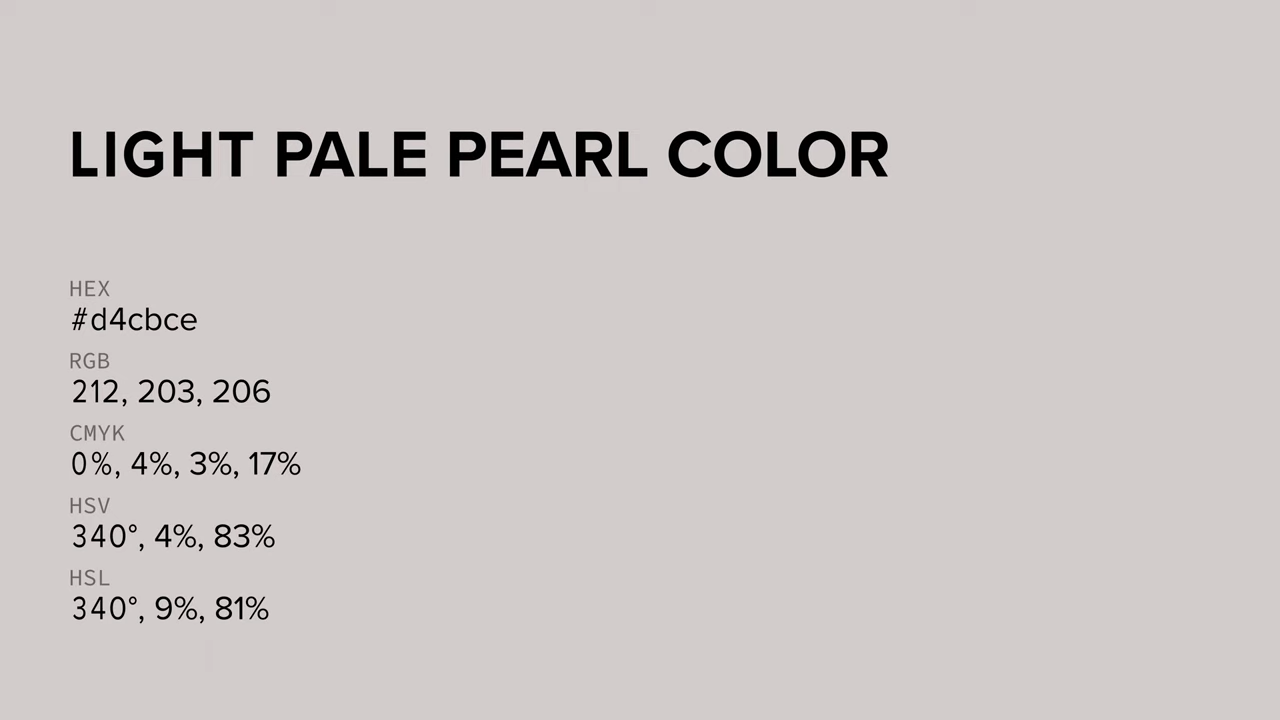 LIGHT PALE PEARL COLOR
HEX
#d4cbce
RGB
212, 203, 206
CMYK
0%, 4%, 3%, 17%
HSV
340°, 4%, 83%
HSL
340°, 9%, 81%